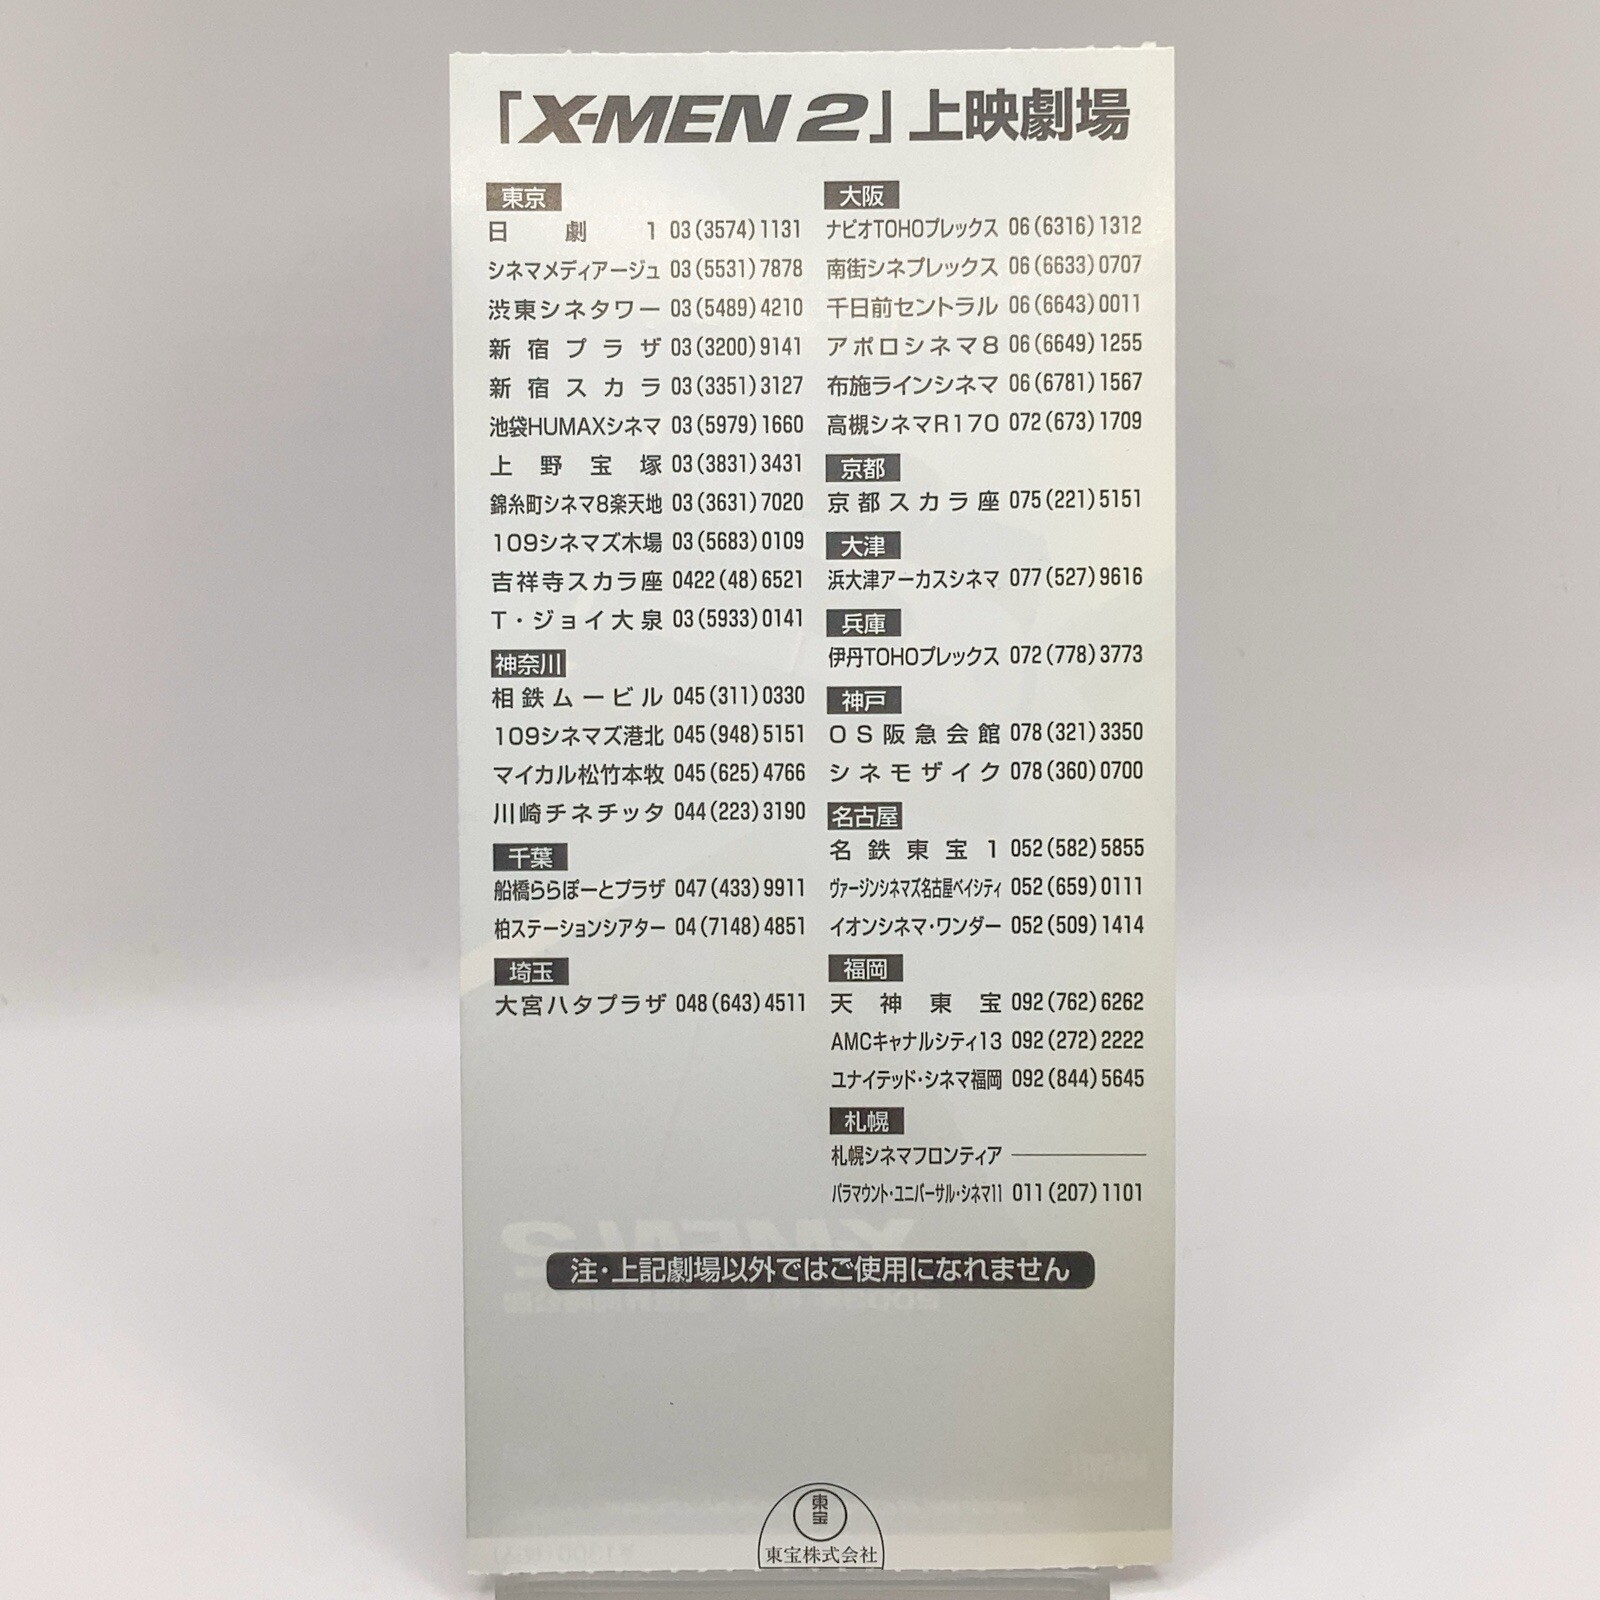 「X-MEN 2」上映劇場
東京
日劇1 03(3574)1131
シネマメディアージュ 03(5531)7878
渋東シネタワー 03(5489)4210
新宿プラザ 03(3200)9141
新宿スカラ 03(3351)3127
池袋HUMAXシネマ 03(5979)1660
上野宝塚 03(3831)3431
錦糸町シネマ8楽天地 03(3631)7020
109シネマズ木場 03(5683)0109
吉祥寺スカラ座 0422(48)6521
T・ジョイ大泉 03(5933)0141
神奈川
相鉄ムービル 045(311)0330
109シネマズ港北 045(948)5151
マイカル松竹本牧 045(625)4766
川崎チネチッタ 044(223)3190
千葉
船橋ららぽーとプラザ 047(433)9911
柏ステーションシアター 04(7148)4851
埼玉
大宮ハタプラザ 048(643)4511
大阪
ナビオTOHOプレックス 06(6316)1312
南街シネプレックス 06(6633)0707
千日前セントラル 06(6643)0011
アポロシネマ8 06(6649)1255
布施ラインシネマ 06(6781)1567
高槻シネマR170 072(673)1709
京都
京都スカラ座 075(221)5151
大津
浜大津アーカスシネマ 077(527)9616
兵庫
伊丹TOHOプレックス 072(778)3773
神戸
OS阪急会館 078(321)3350
シネモザイク 078(360)0700
名古屋
名鉄東宝1 052(582)5855
ヴァージンシネマズ名古屋ベイシティ 052(659)0111
イオンシネマ・ワンダー 052(509)1414
福岡
天神東宝 092(762)6262
AMCキャナルシティ13 092(272)2222
ユナイテッド・シネマ福岡 092(844)5645
札幌
札幌シネマフロンティア
パラマウント・ユニバーサル・シネマ11 011(207)1101
注・上記劇場以外ではご使用になれません
東宝
東宝株式会社